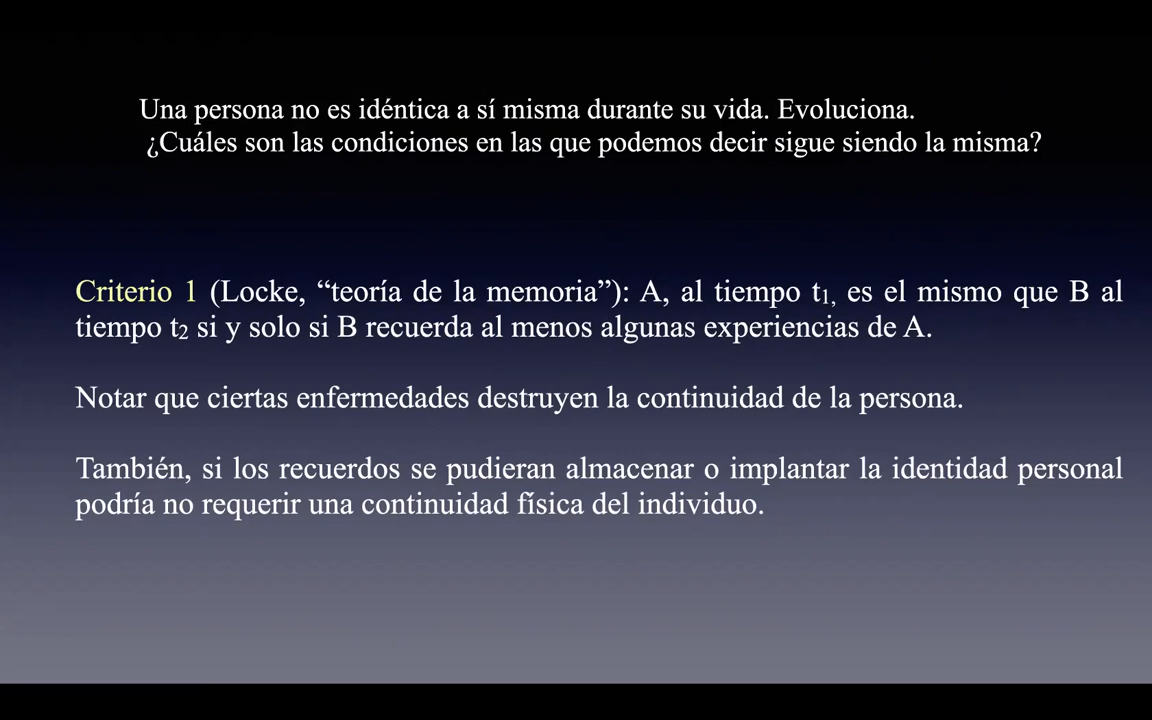 Una persona no es idéntica a sí misma durante su vida. Evoluciona.
¿Cuáles son las condiciones en las que podemos decir sigue siendo la misma?
Criterio 1 (Locke, “teoría de la memoria”): A, al tiempo t1, es el mismo que B al
tiempo t2 si y solo si B recuerda al menos algunas experiencias de A.
Notar que ciertas enfermedades destruyen la continuidad de la persona.
También, si los recuerdos se pudieran almacenar o implantar la identidad personal
podría no requerir una continuidad física del individuo.